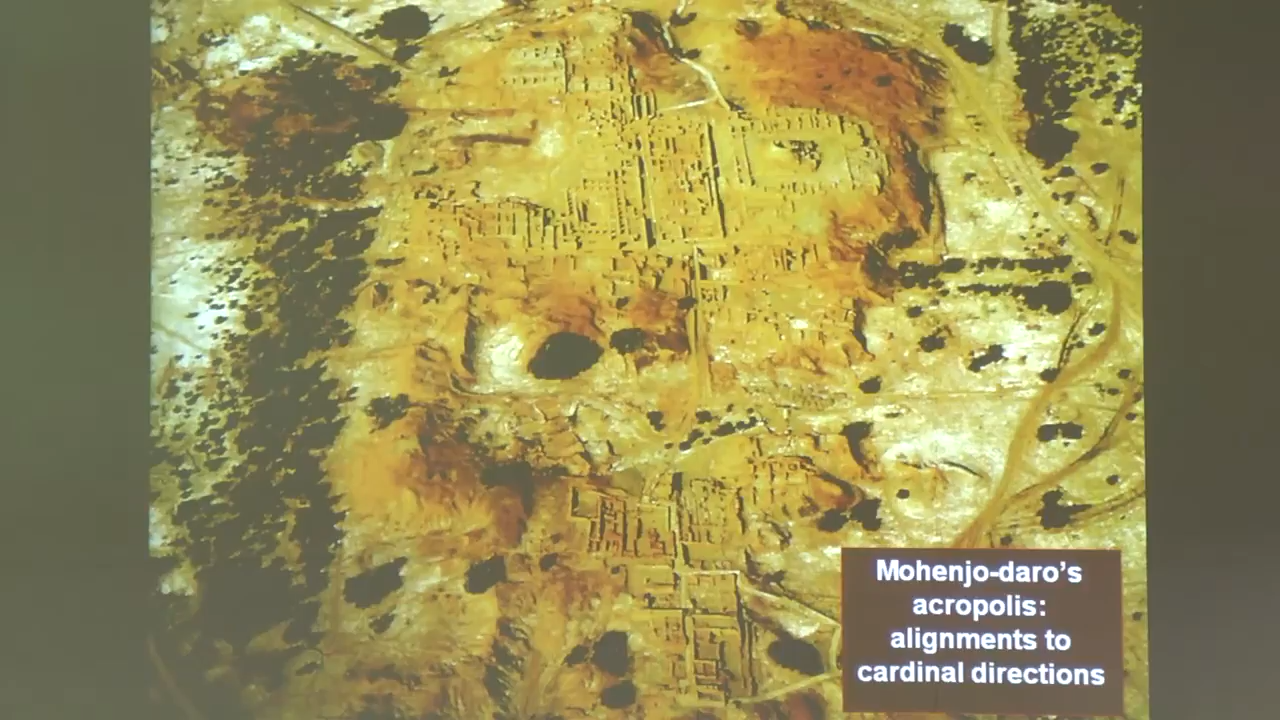 Mohenjo-daro's
acropolis:
alignments to
cardinal directions